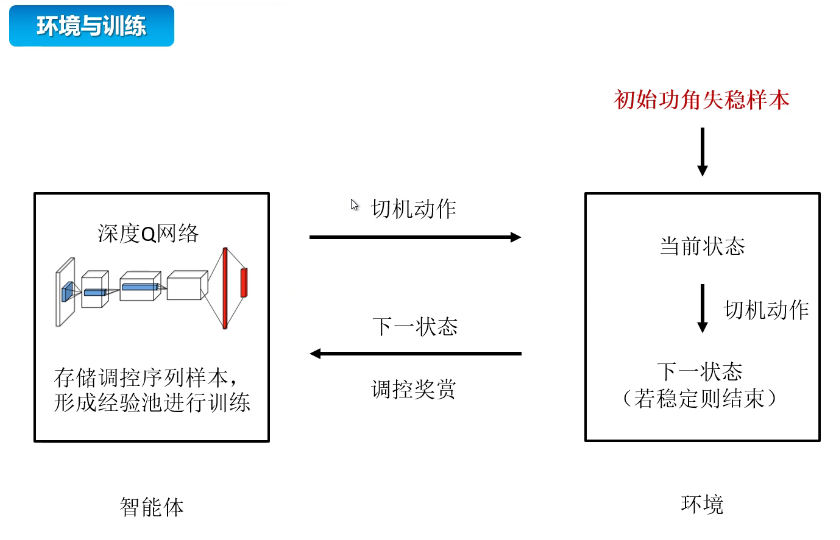 环境与训练
初始功角失稳样本
深度Q网络
存储调控序列样本，
形成经验池进行训练
智能体
切机动作
下一状态
调控奖赏
当前状态
切机动作
下一状态
（若稳定则结束）
环境